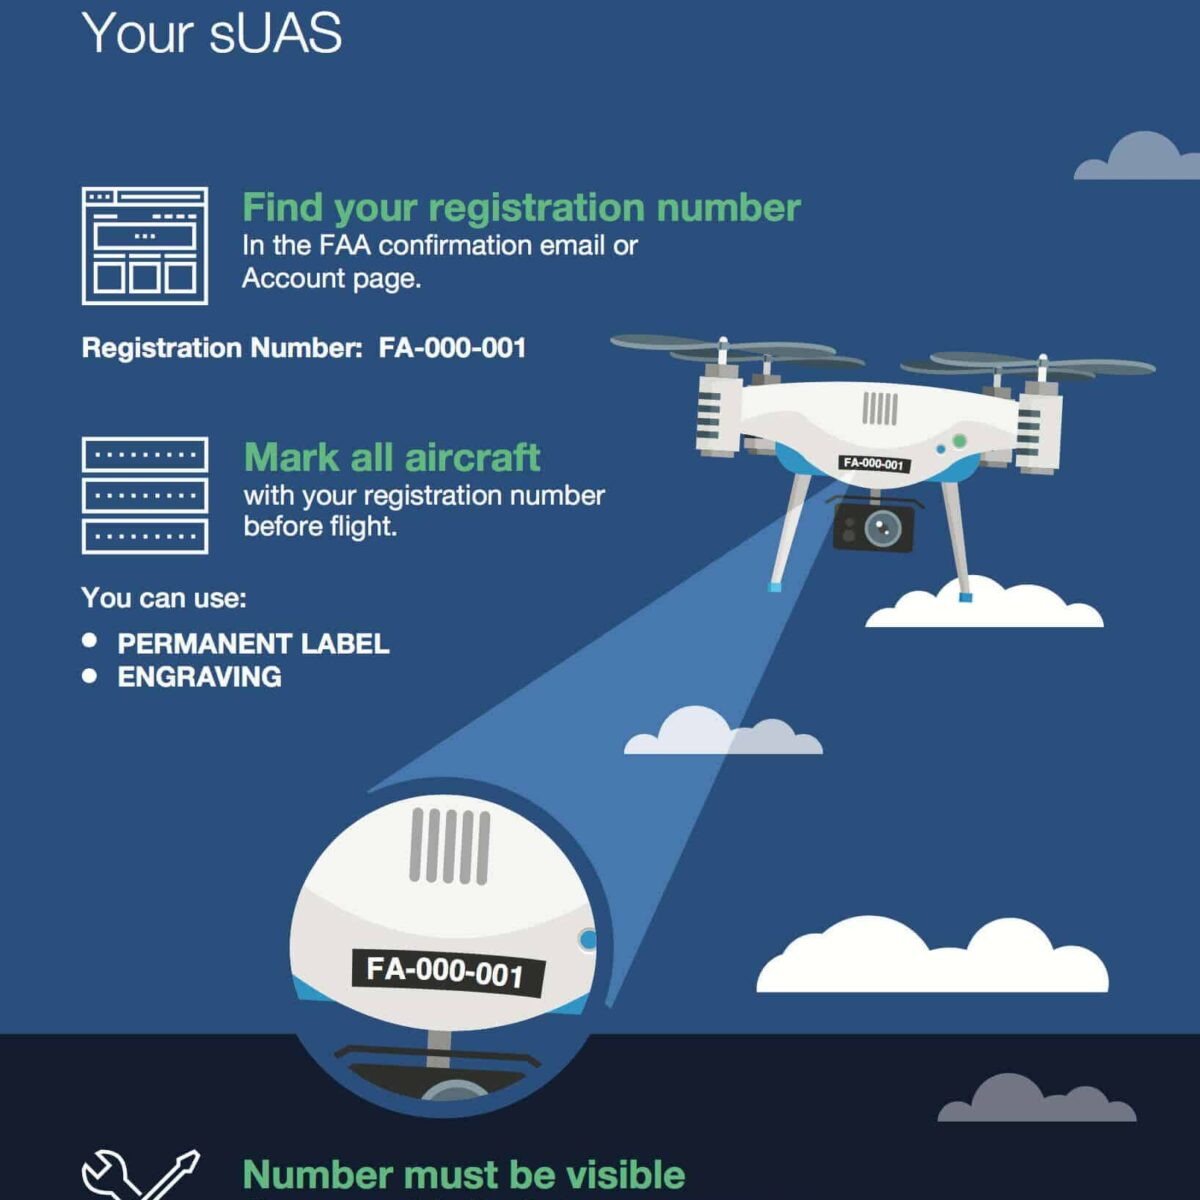 Your sUAS
Find your registration number
In the FAA confirmation email or
Account page.
Registration Number: FA-000-001
Mark all aircraft
with your registration number
before flight.
You can use:
• PERMANENT LABEL
• ENGRAVING
FA-000-001
FA-000-001
Number must be visible